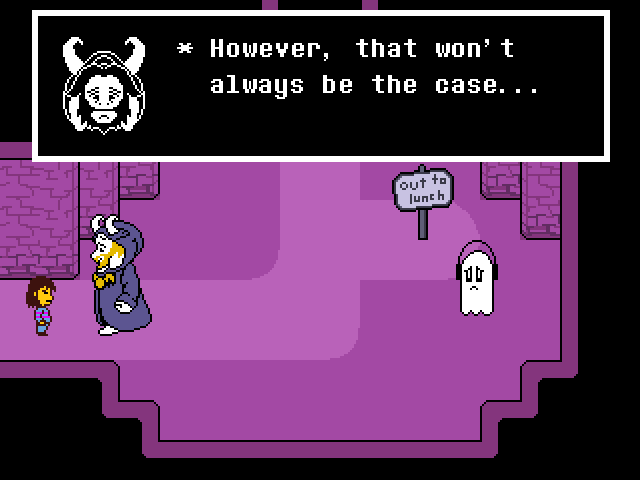 * However, that won't
always be the case...
out to
lunch